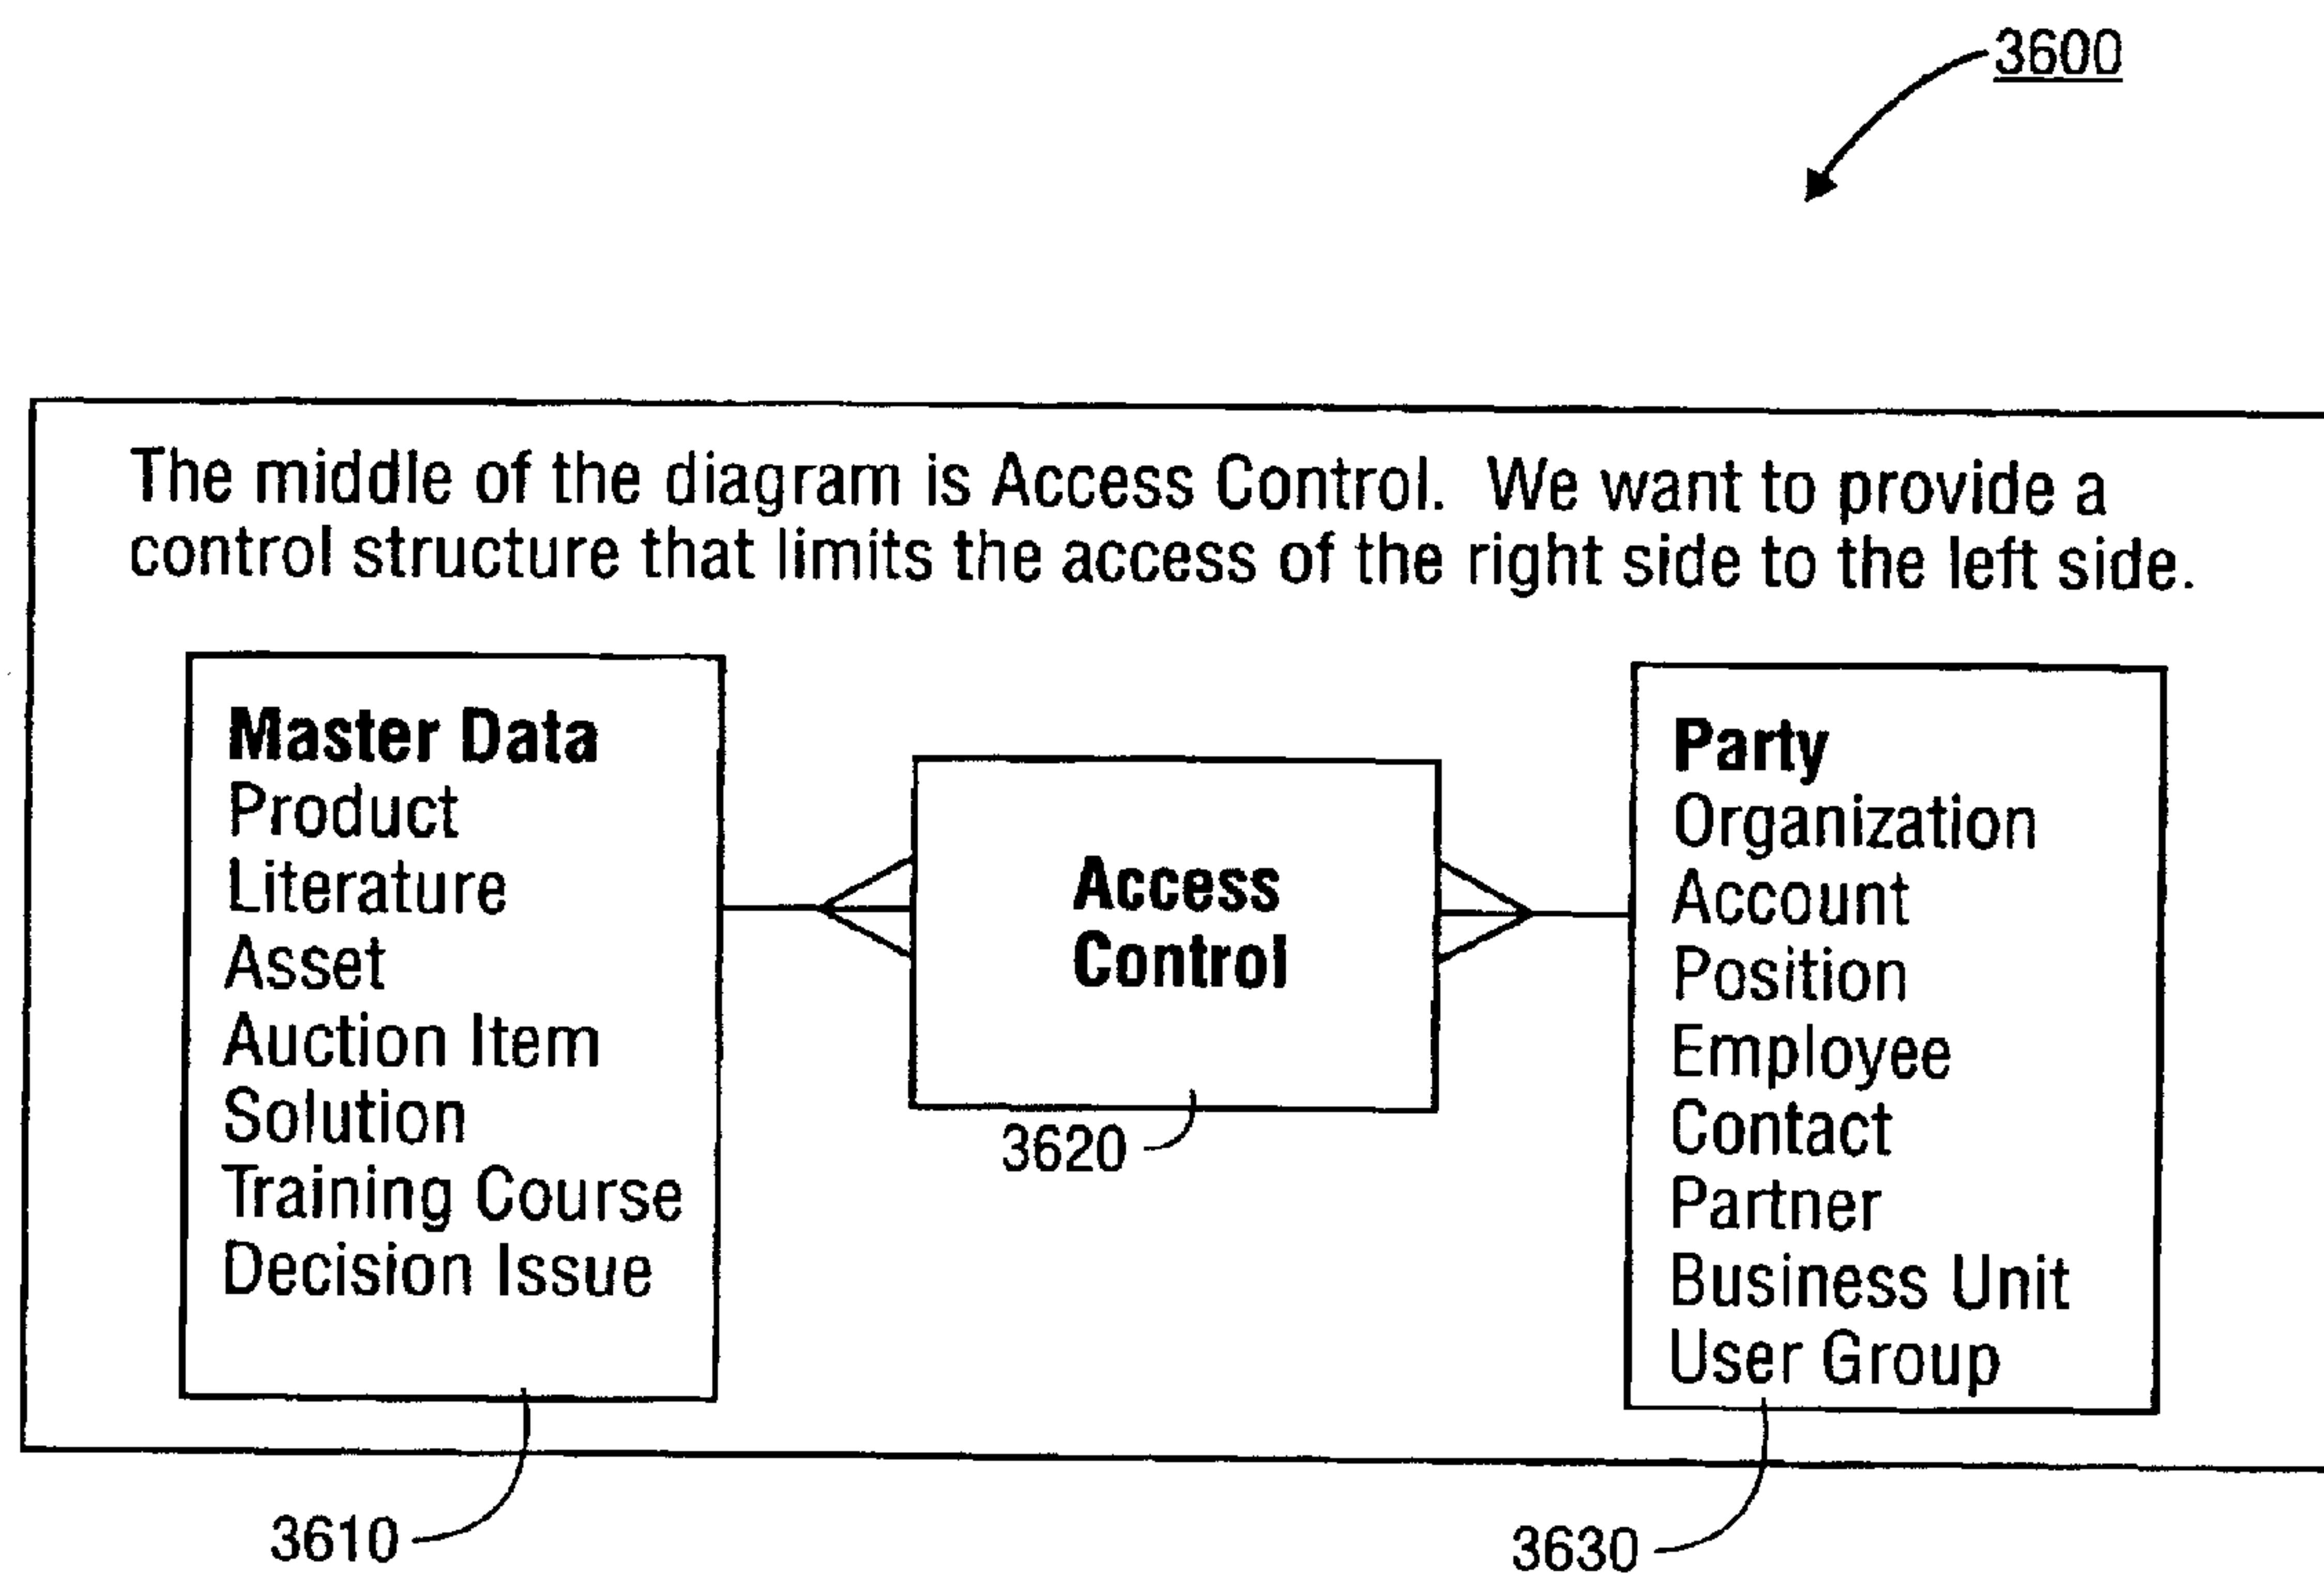 3600
The middle of the diagram is Access Control.  We want to provide a
control structure that limits the access of the right side to the left side.
Master Data
Product
Literature
Asset
Auction Item
Solution
Training Course
Decision Issue
3610
Access
Control
3620
Party
Organization
Account
Position
Employee
Contact
Partner
Business Unit
User Group
3630